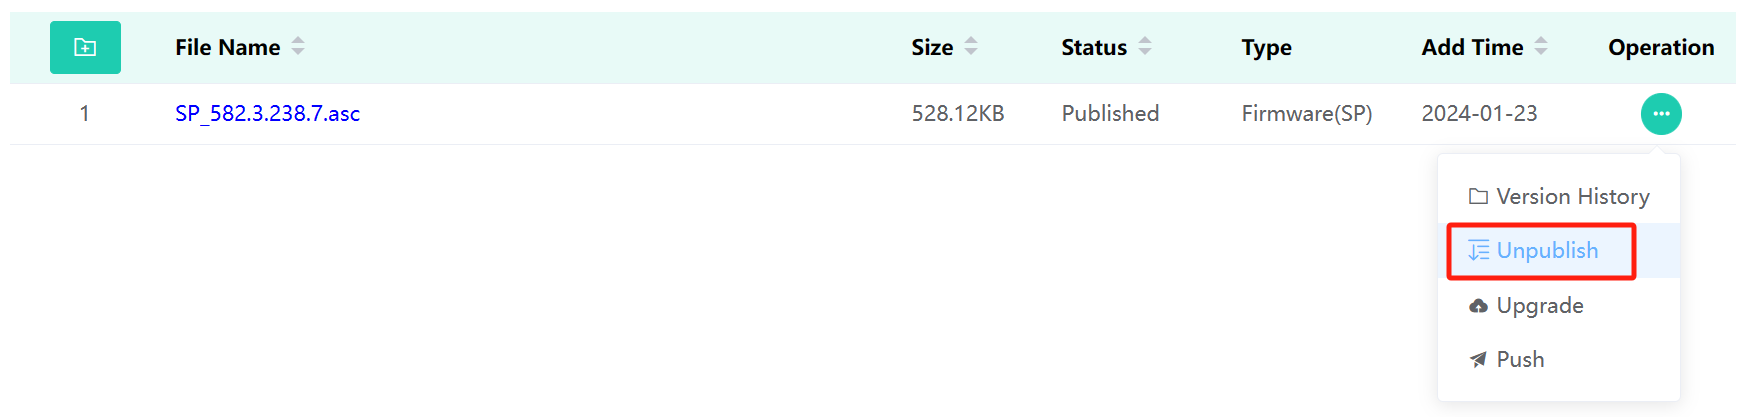 File Name Size Status Type Add Time Operation
1 SP_582.3.238.7.asc 528.12KB Published Firmware(SP) 2024-01-23
Version History
Unpublish
Upgrade
Push